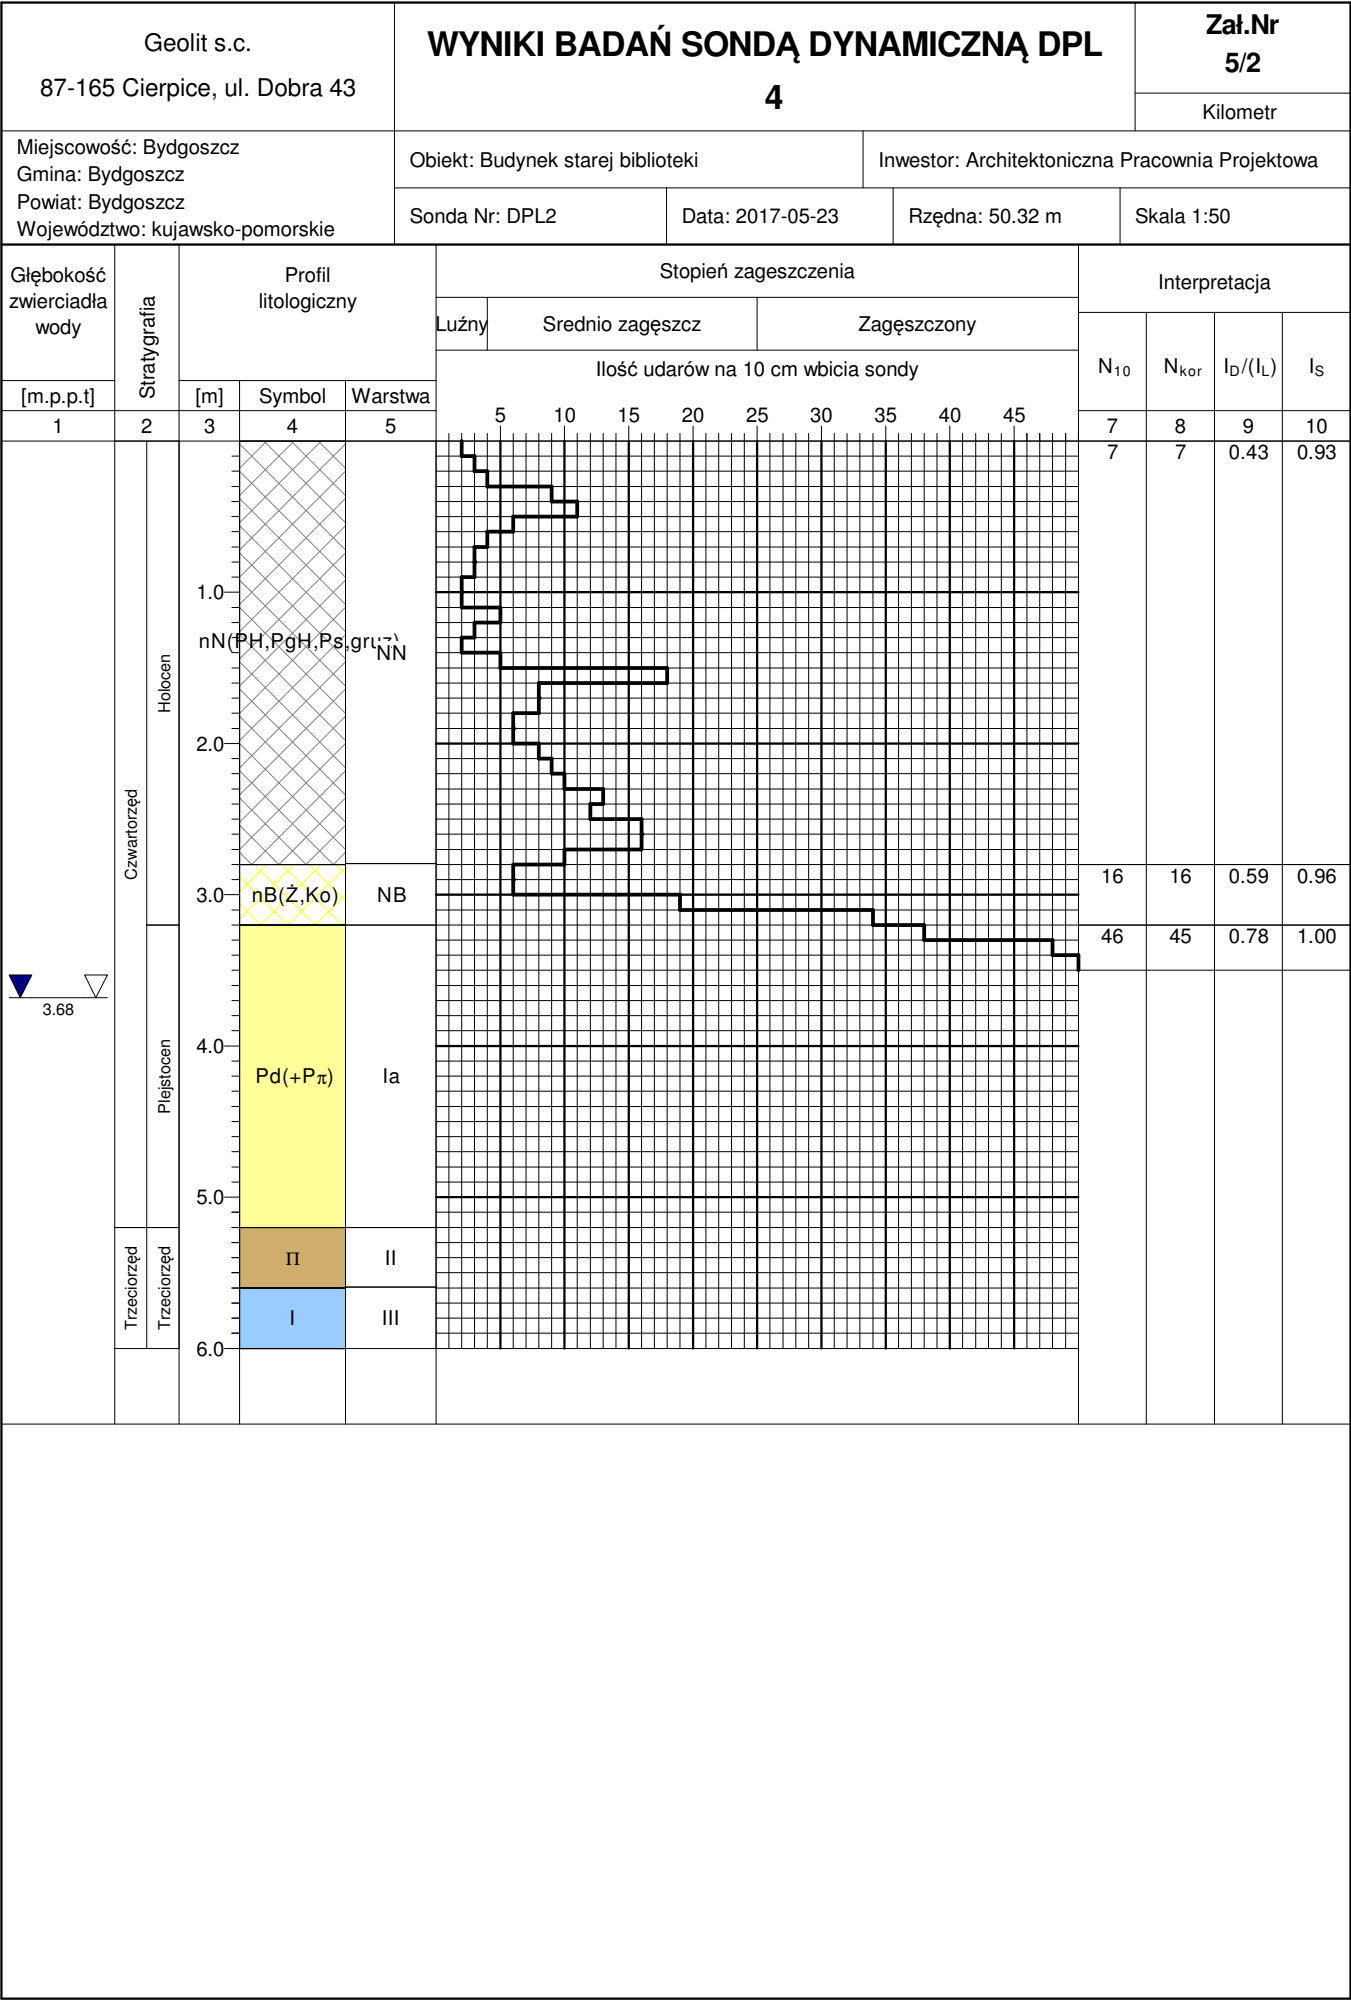 Geolit s.c.
87-165 Cierpice, ul. Dobra 43
WYNIKI BADAŃ SONDĄ DYNAMICZNĄ DPL
4
Zał.Nr
5/2
Kilometr
Miejscowość: Bydgoszcz
Gmina: Bydgoszcz
Powiat: Bydgoszcz
Województwo: kujawsko-pomorskie
Obiekt: Budynek starej biblioteki
Inwestor: Architektoniczna Pracownia Projektowa
Sonda Nr: DPL2
Data: 2017-05-23
Rzędna: 50.32 m
Skala 1:50
Głębokość
zwierciadła
wody
[m.p.p.t]
Stratygrafia
Profil
litologiczny
[m]
Symbol
Warstwa
Stopień zageszczenia
Luźny
Srednio zagęszcz
Zagęszczony
Ilość udarów na 10 cm wbicia sondy
5 10 15 20 25 30 35 40 45
Interpretacja
N10 Nkor ID/(IL) IS
1 2 3 4 5 7 8 9 10
7 7 0.43 0.93
1.0
nN(PH,PgH,Ps,gruz)
NN
Holocen
2.0
Czwartorzęd
16 16 0.59 0.96
3.0
nB(Ż,Ko)
NB
46 45 0.78 1.00
3.68
4.0
Plejstocen
Pd(+Pπ)
Ia
5.0
Trzeciorzęd
Trzeciorzęd
Π
II
I
III
6.0